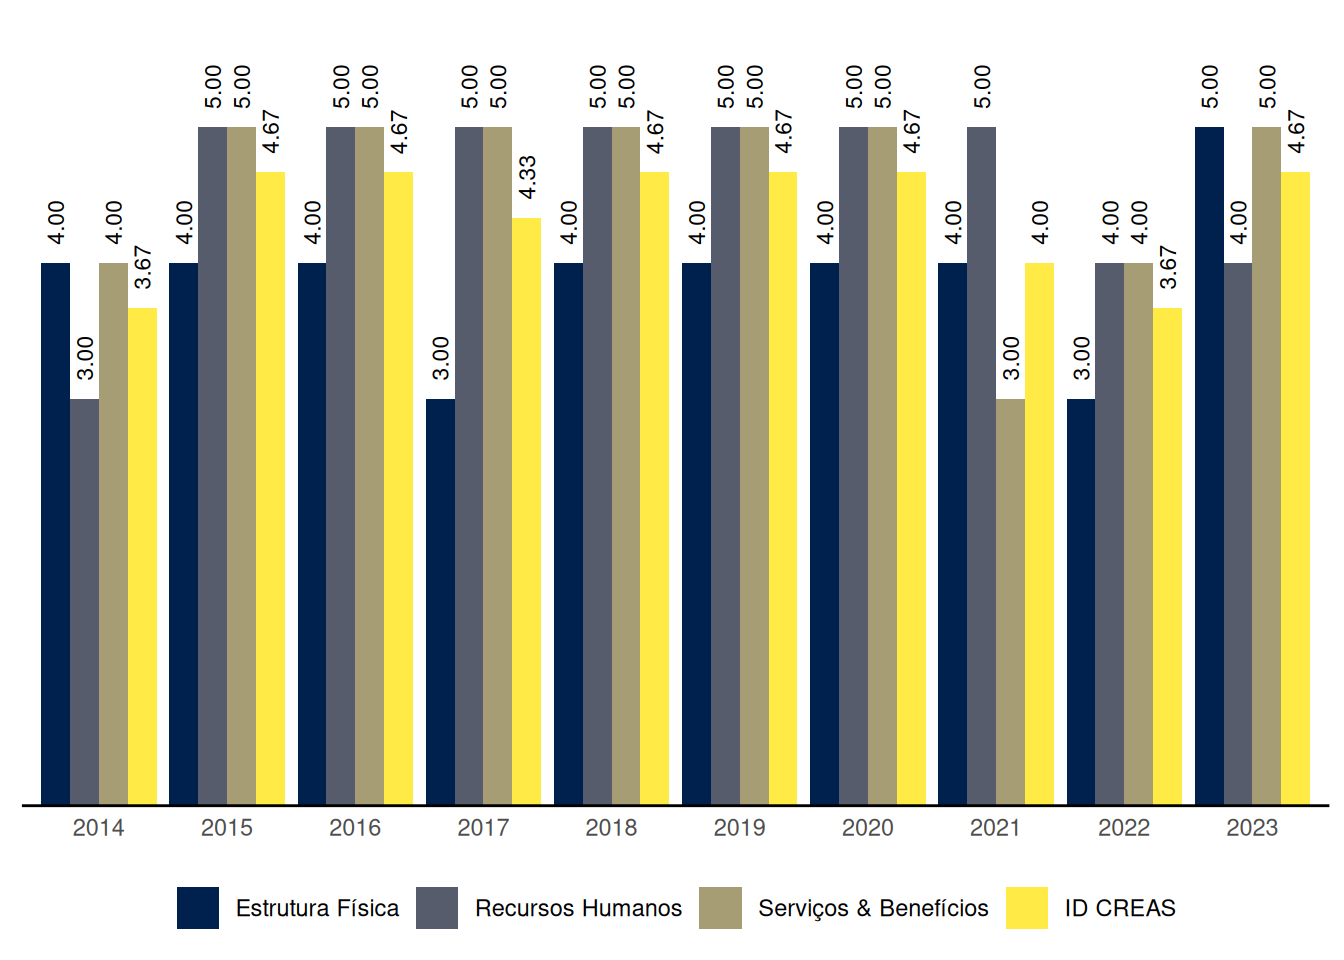 5.00 5.00 5.00 5.00 5.00 5.00 5.00 5.00 5.00 5.00 5.00 5.00 5.00 5.00 5.00
4.67 4.67 4.67 4.67 4.67 4.67
4.33
4.00 4.00 4.00 4.00 4.00 4.00 4.00 4.00 4.00 4.00 4.00 4.00
3.67 3.67
3.00 3.00 3.00 3.00
2014 2015 2016 2017 2018 2019 2020 2021 2022 2023
Estrutura Física Recursos Humanos Serviços & Benefícios ID CREAS